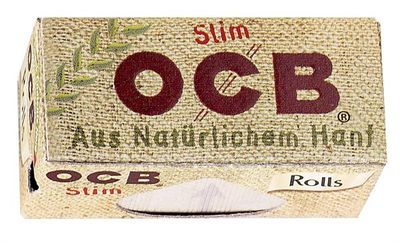 Slim
OCB®
Aus Natürlichem Hanf
OCB
Slim
Rolls